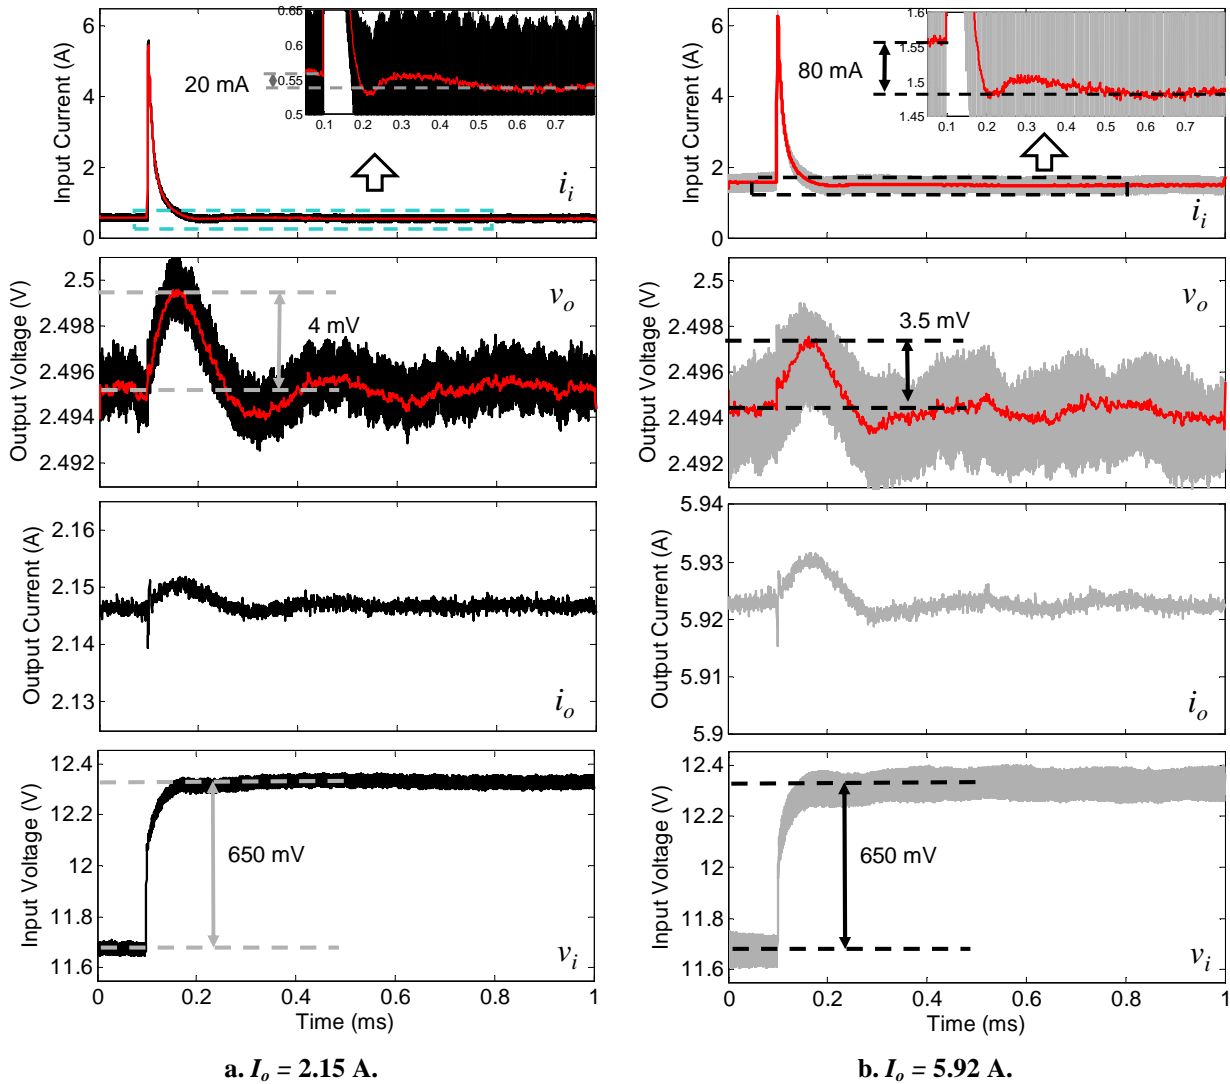 Input Current (A)
6
4
2
0
0.65
0.6
0.55
0.5
0.1 0.2 0.3 0.4 0.5 0.6 0.7
20 mA
i_i
Output Voltage (V)
2.5
2.498
2.496
2.494
2.492
4 mV
v_o
Output Current (A)
2.16
2.15
2.14
2.13
i_o
Input Voltage (V)
12.4
12.2
12
11.8
11.6
650 mV
v_i
0 0.2 0.4 0.6 0.8 1
Time (ms)
a. I_o = 2.15 A.
Input Current (A)
6
4
2
0
1.6
1.55
1.5
1.45
0.1 0.2 0.3 0.4 0.5 0.6 0.7
80 mA
i_i
Output Voltage (V)
2.5
2.498
2.496
2.494
2.492
3.5 mV
v_o
Output Current (A)
5.94
5.93
5.92
5.91
5.9
i_o
Input Voltage (V)
12.4
12.2
12
11.8
11.6
650 mV
v_i
0 0.2 0.4 0.6 0.8 1
Time (ms)
b. I_o = 5.92 A.